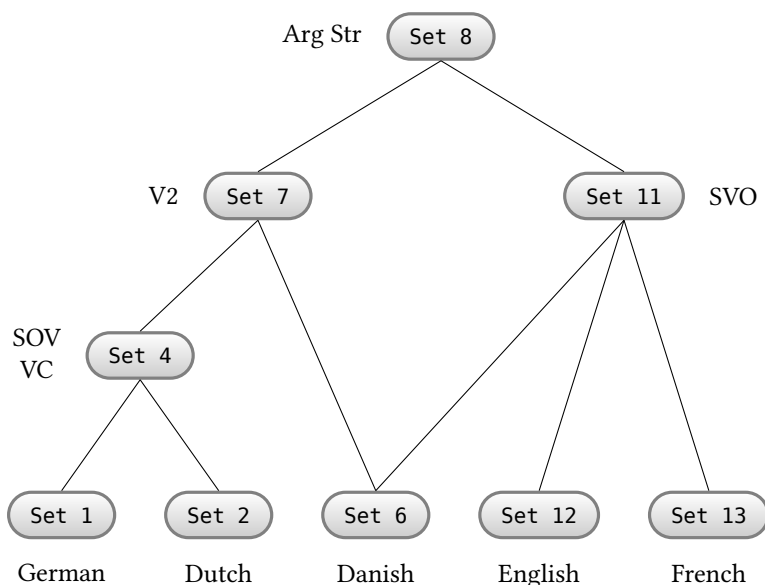 Arg Str Set 8
V2 Set 7 Set 11 SVO
SOV
VC Set 4
Set 1 Set 2 Set 6 Set 12 Set 13
German Dutch Danish English French